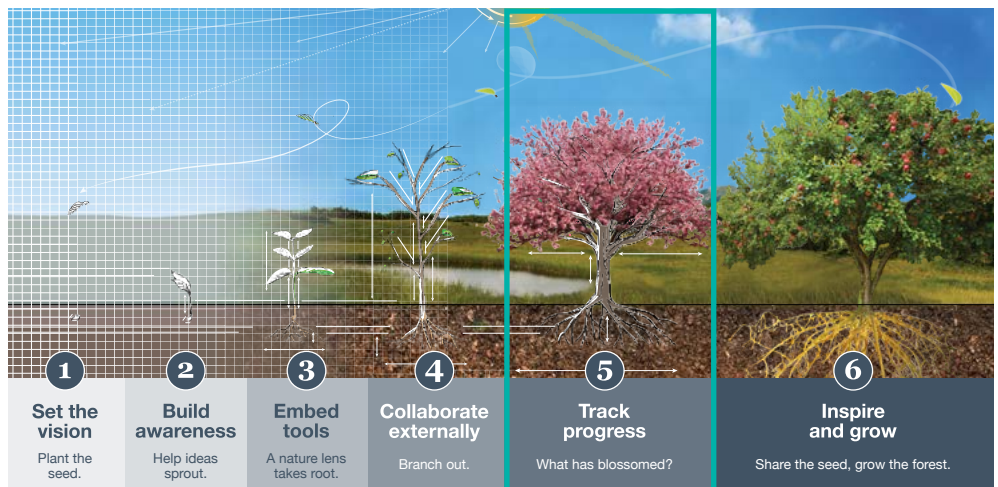 1
Set the
vision
Plant the
seed.
2
Build
awareness
Help ideas
sprout.
3
Embed
tools
A nature lens
takes root.
4
Collaborate
externally
Branch out.
5
Track
progress
What has blossomed?
6
Inspire
and grow
Share the seed, grow the forest.